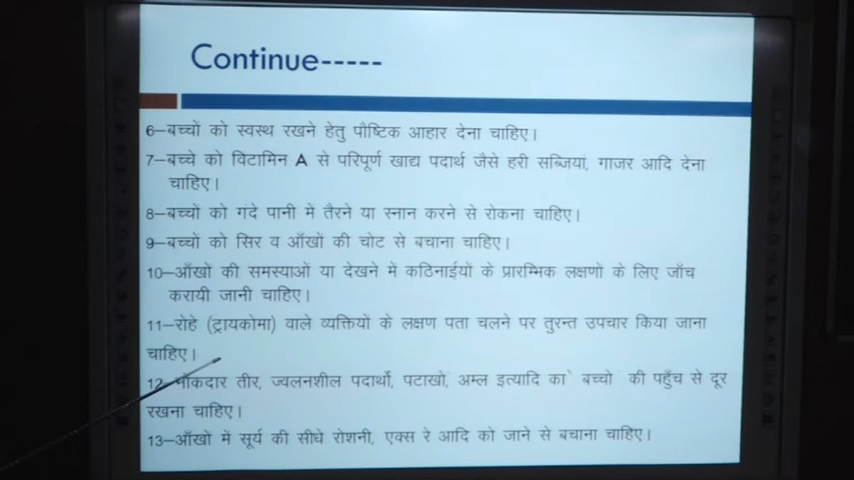 Continue-----
6–बच्चों को स्वस्थ रखने हेतु पौष्टिक आहार देना चाहिए।
7–बच्चे को विटामिन A से परिपूर्ण खाद्य पदार्थ जैसे हरी सब्जियां, गाजर आदि देना
चाहिए।
8–बच्चों को गंदे पानी में तैरने या स्नान करने से रोकना चाहिए।
9–बच्चों को सिर व आँखों की चोट से बचाना चाहिए।
10–आँखों की समस्याओं या देखने में कठिनाईयों के प्रारम्भिक लक्षणों के लिए जाँच
करायी जानी चाहिए।
11–रोहे (ट्रायकोमा) वाले व्यक्तियों के लक्षण पता चलने पर तुरन्त उपचार किया जाना
चाहिए।
12–नोकदार तीर, ज्वलनशील पदार्थो, पटाखो, अम्ल इत्यादि का` बच्चो की पहुँच से दूर
रखना चाहिए।
13–आँखों में सूर्य की सीधे रोशनी, एक्स रे आदि को जाने से बचाना चाहिए।